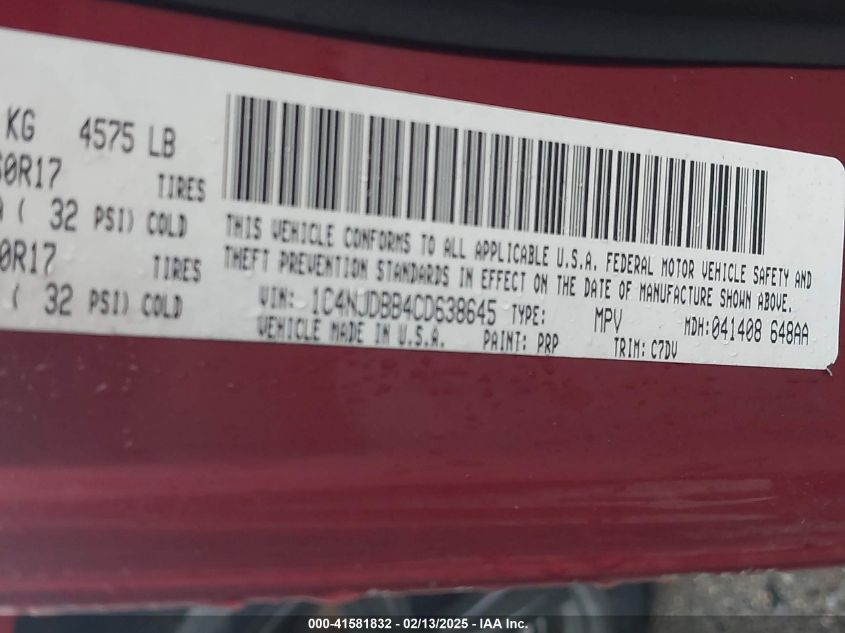 KG 4575 LB
0R17 TIRES
( 32 PSI) COLD
0R17 TIRES
( 32 PSI) COLD
THIS VEHICLE CONFORMS TO ALL APPLICABLE U.S.A. FEDERAL MOTOR VEHICLE SAFETY AND
THEFT PREVENTION STANDARDS IN EFFECT ON THE DATE OF MANUFACTURE SHOWN ABOVE.
VIN: 1C4NJDBB4CD638645 TYPE: MPV MDH:041408 648AA
VEHICLE MADE IN U.S.A. PAINT: PRP TRIM: C7DV
000-41581832 - 02/13/2025 - IAA Inc.